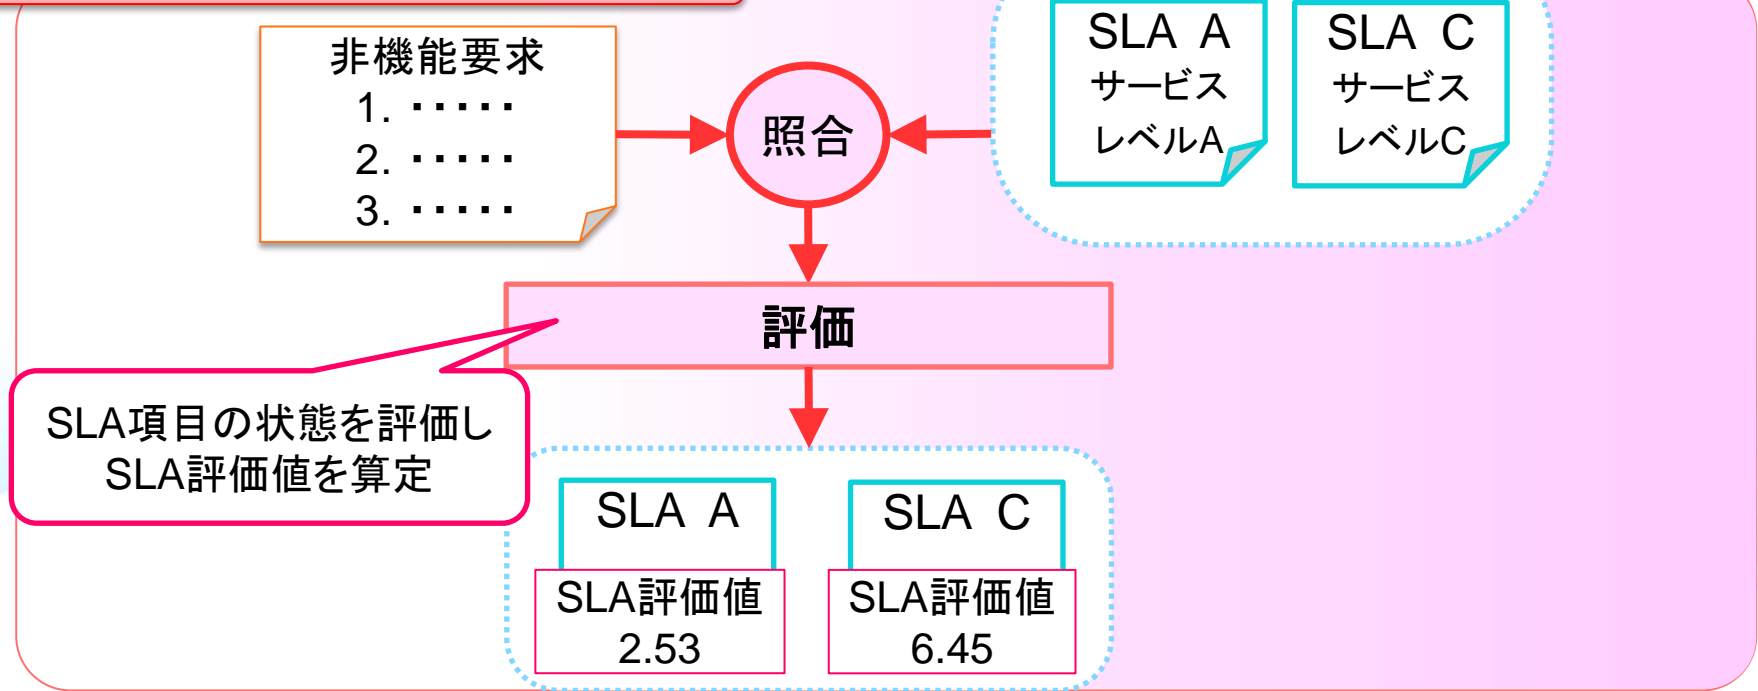 非機能要求
1. ・・・・・
2. ・・・・・
3. ・・・・・
照合
SLA A
サービス
レベルA
SLA C
サービス
レベルC
評価
SLA項目の状態を評価し
SLA評価値を算定
SLA A
SLA評価値
2.53
SLA C
SLA評価値
6.45